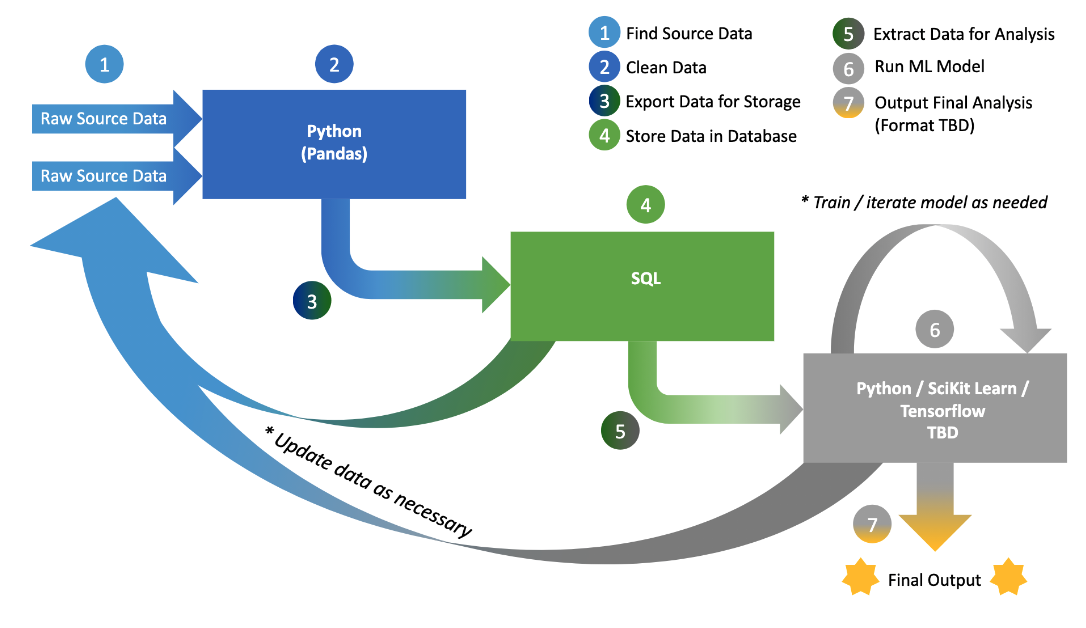 1 Find Source Data
2 Clean Data
3 Export Data for Storage
4 Store Data in Database
5 Extract Data for Analysis
6 Run ML Model
7 Output Final Analysis
(Format TBD)
1
2
Raw Source Data
Raw Source Data
Python
(Pandas)
3
4
SQL
5
* Train / iterate model as needed
6
Python / SciKit Learn /
Tensorflow
TBD
* Update data as necessary
7
Final Output